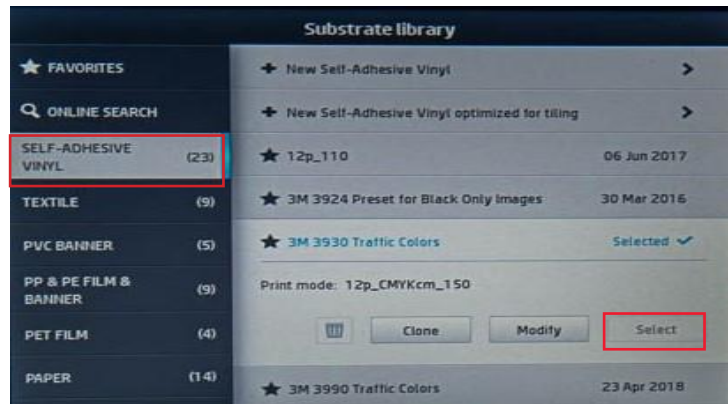 Substrate library
FAVORITES
ONLINE SEARCH
SELF-ADHESIVE
VINYL (23)
TEXTILE (9)
PVC BANNER (5)
PP & PE FILM &
BANNER (9)
PET FILM (4)
PAPER (14)
New Self-Adhesive Vinyl
New Self-Adhesive Vinyl optimized for tiling
12p_110 06 Jun 2017
3M 3924 Preset for Black Only Images 30 Mar 2016
3M 3930 Traffic Colors Selected
Print mode: 12p_CMYKcm_150
Clone Modify Select
3M 3990 Traffic Colors 23 Apr 2018